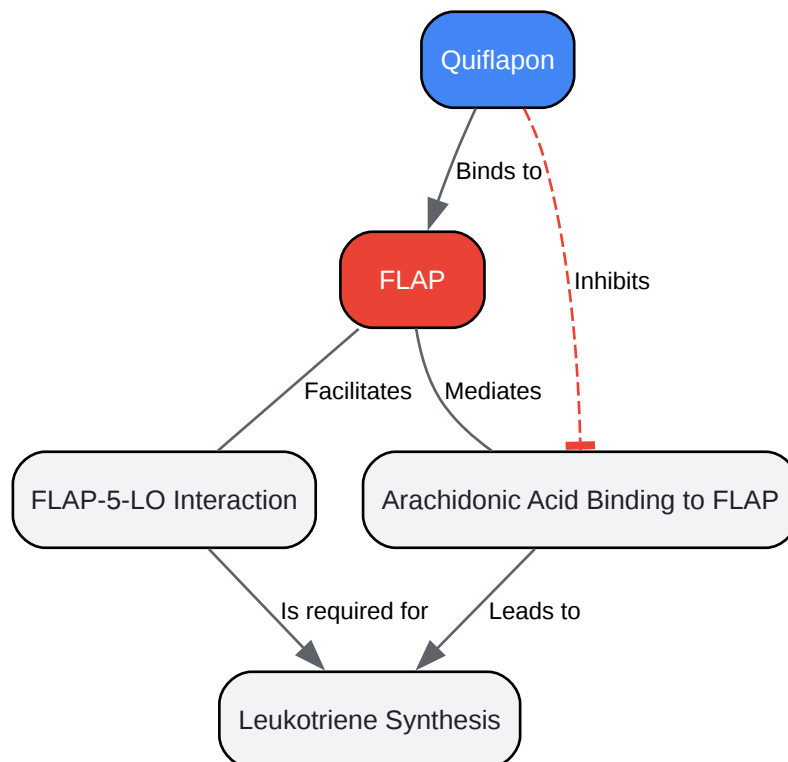 Quiflapon
Binds to
FLAP
Inhibits
Facilitates
Mediates
FLAP-5-LO Interaction
Arachidonic Acid Binding to FLAP
Is required for
Leads to
Leukotriene Synthesis